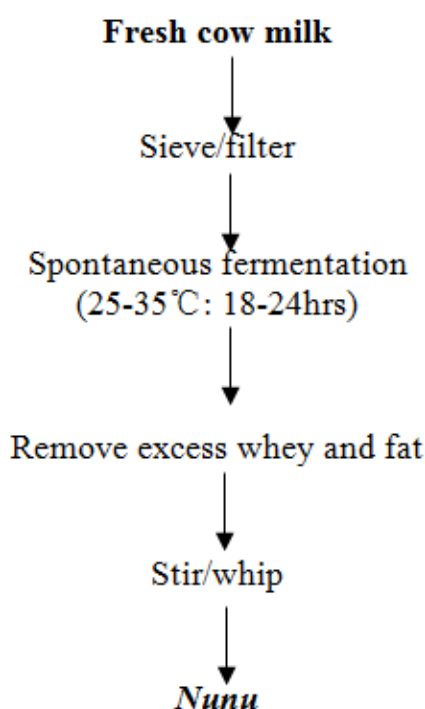 Fresh cow milk
Sieve/filter
Spontaneous fermentation
(25-35℃: 18-24hrs)
Remove excess whey and fat
Stir/whip
Nunu